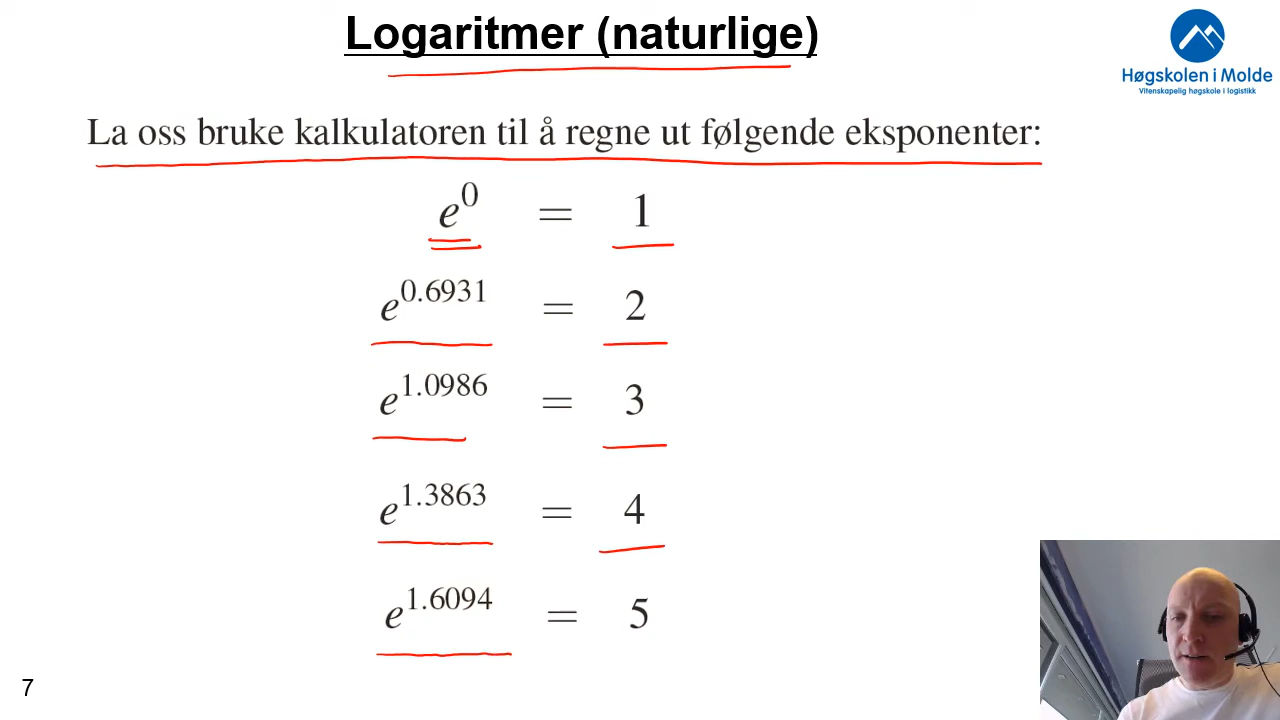 Logaritmer (naturlige)
Høgskolen i Molde
Vitenskapelig høgskole i logistikk
La oss bruke kalkulatoren til å regne ut følgende eksponenter:
e^0 = 1
e^0.6931 = 2
e^1.0986 = 3
e^1.3863 = 4
e^1.6094 = 5
7